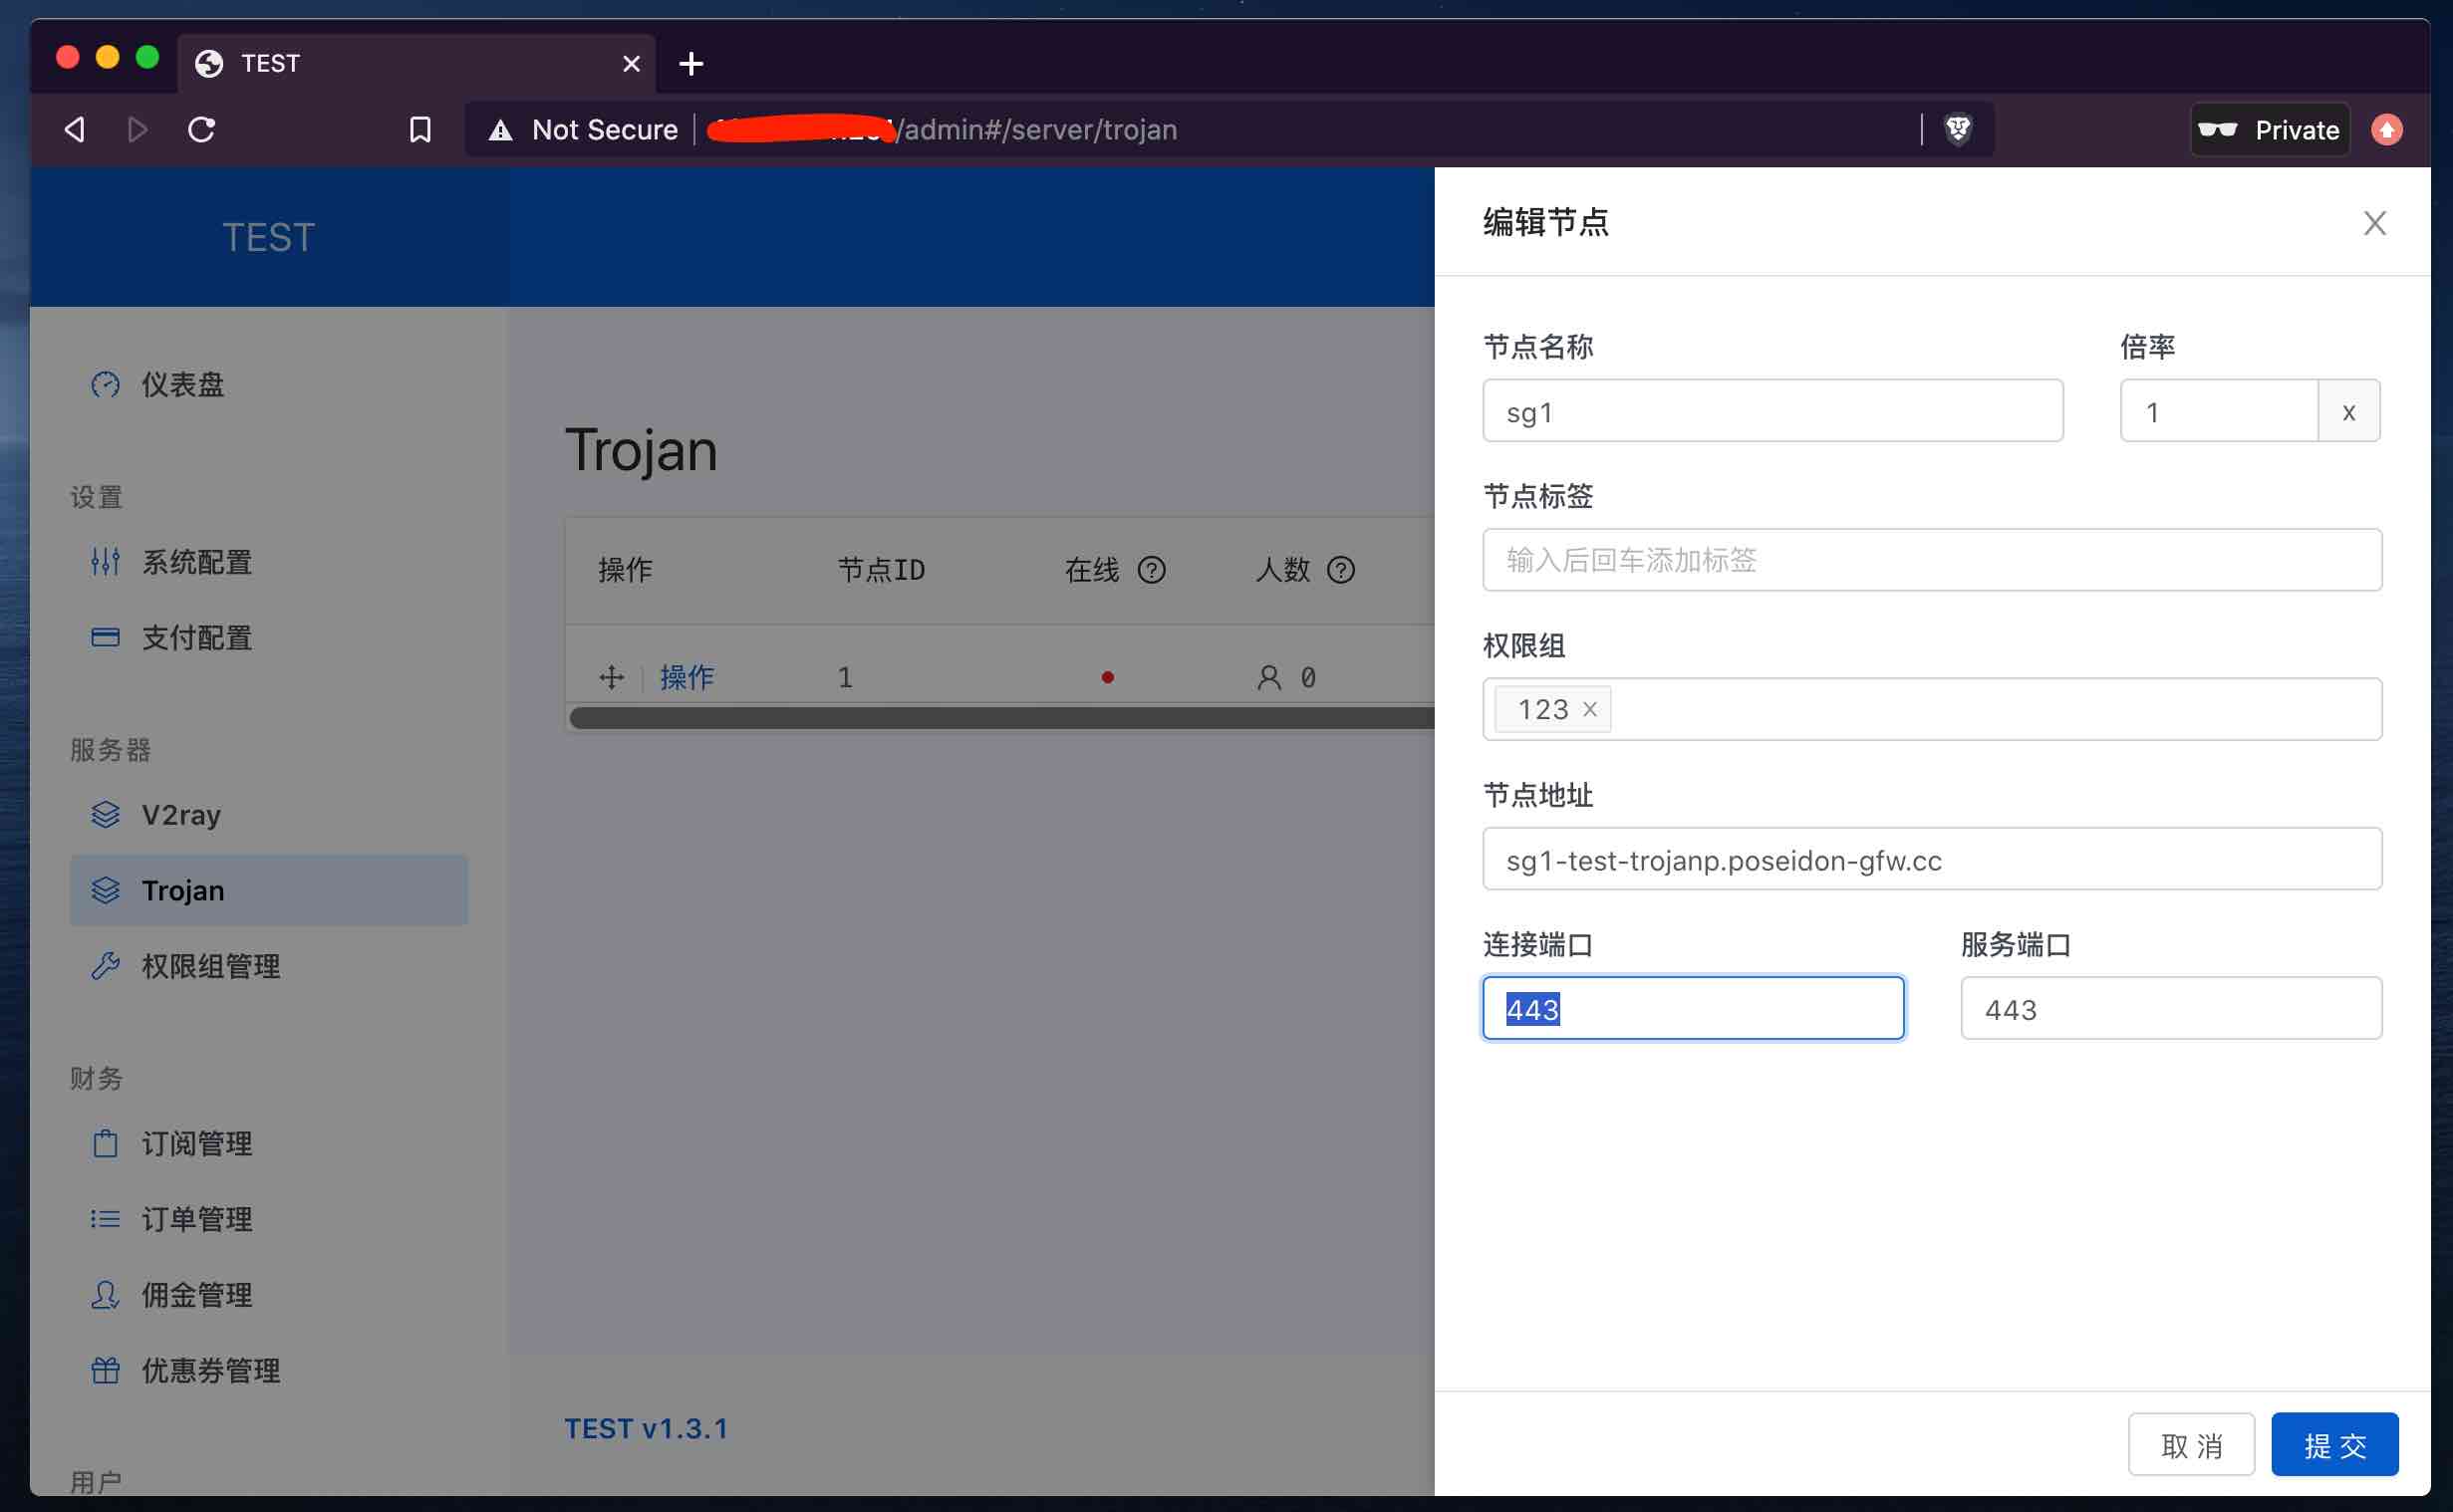 TEST
Not Secure
/admin#/server/trojan
Private
TEST
仪表盘
设置
系统配置
支付配置
服务器
V2ray
Trojan
权限组管理
财务
订阅管理
订单管理
佣金管理
优惠券管理
用户
Trojan
操作 节点ID 在线 人数
操作 1 0
TEST v1.3.1
编辑节点
节点名称 倍率
sg1 1 x
节点标签
输入后回车添加标签
权限组
123
节点地址
sg1-test-trojanp.poseidon-gfw.cc
连接端口 服务端口
443 443
取 消 提 交